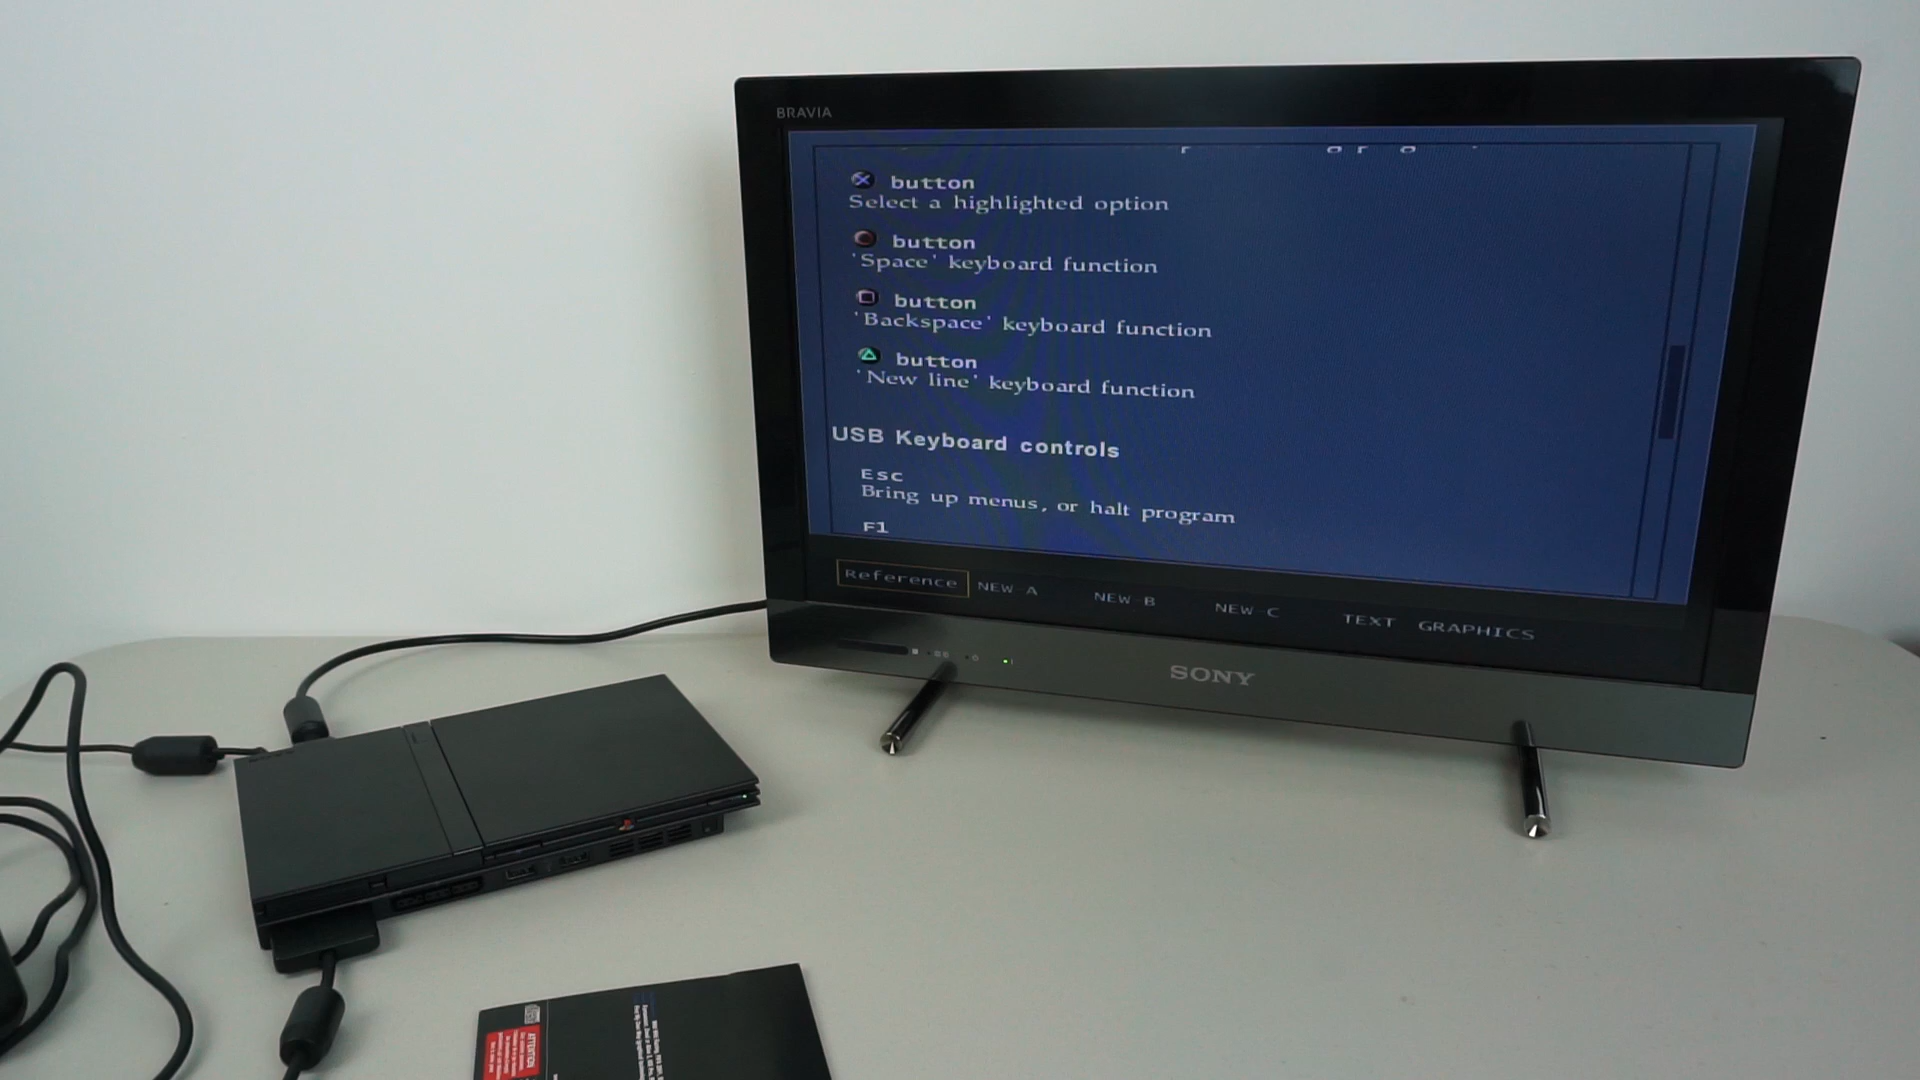 BRAVIA
button
Select a highlighted option
button
'Space' keyboard function
button
'Backspace' keyboard function
button
'New line' keyboard function
USB Keyboard controls
Esc
Bring up menus, or halt program
F1
Reference NEW A NEW B NEW C TEXT GRAPHICS
SONY
ATTENTION